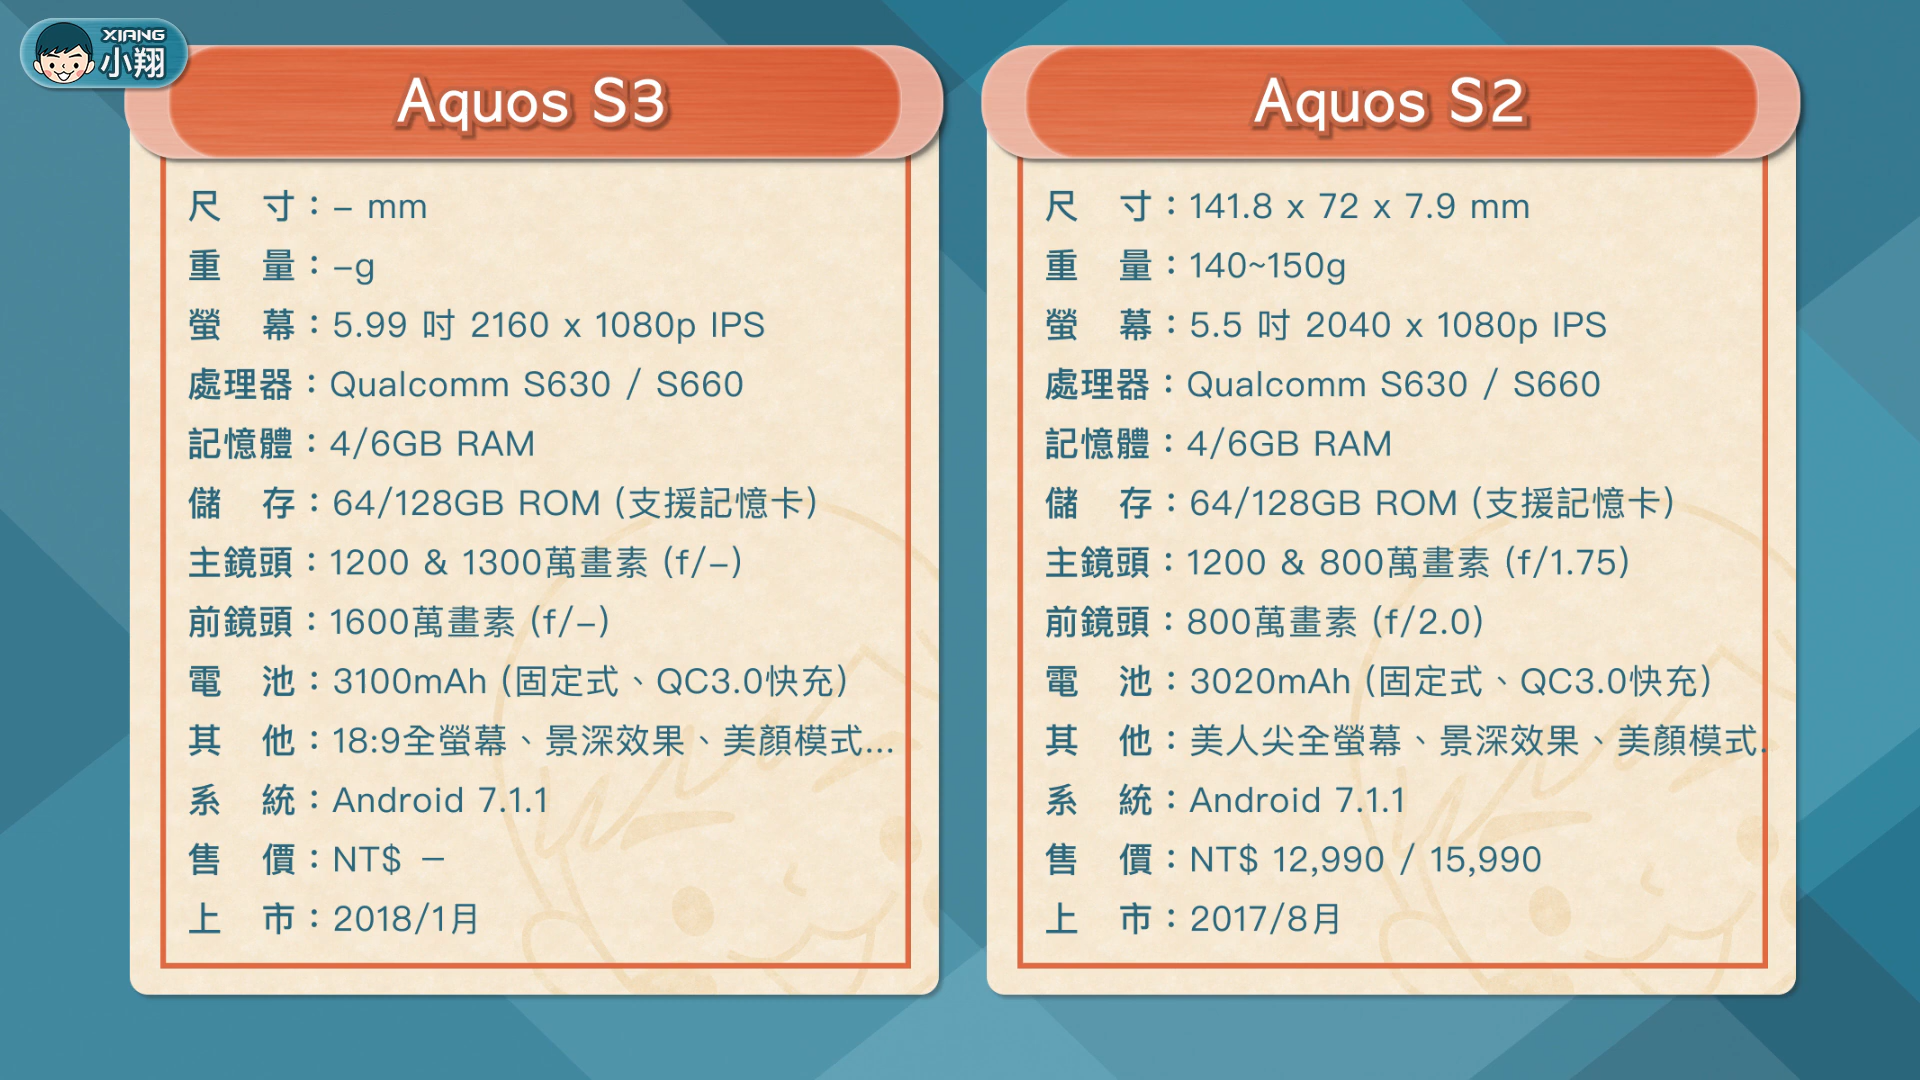 XIANG
小翔
Aquos S3
尺 寸：- mm
重 量：-g
螢 幕：5.99 吋 2160 x 1080p IPS
處理器：Qualcomm S630 / S660
記憶體：4/6GB RAM
儲 存：64/128GB ROM (支援記憶卡)
主鏡頭：1200 & 1300萬畫素 (f/-)
前鏡頭：1600萬畫素 (f/-)
電 池：3100mAh (固定式、QC3.0快充)
其 他：18:9全螢幕、景深效果、美顏模式...
系 統：Android 7.1.1
售 價：NT$ －
上 市：2018/1月
Aquos S2
尺 寸：141.8 x 72 x 7.9 mm
重 量：140~150g
螢 幕：5.5 吋 2040 x 1080p IPS
處理器：Qualcomm S630 / S660
記憶體：4/6GB RAM
儲 存：64/128GB ROM (支援記憶卡)
主鏡頭：1200 & 800萬畫素 (f/1.75)
前鏡頭：800萬畫素 (f/2.0)
電 池：3020mAh (固定式、QC3.0快充)
其 他：美人尖全螢幕、景深效果、美顏模式.
系 統：Android 7.1.1
售 價：NT$ 12,990 / 15,990
上 市：2017/8月